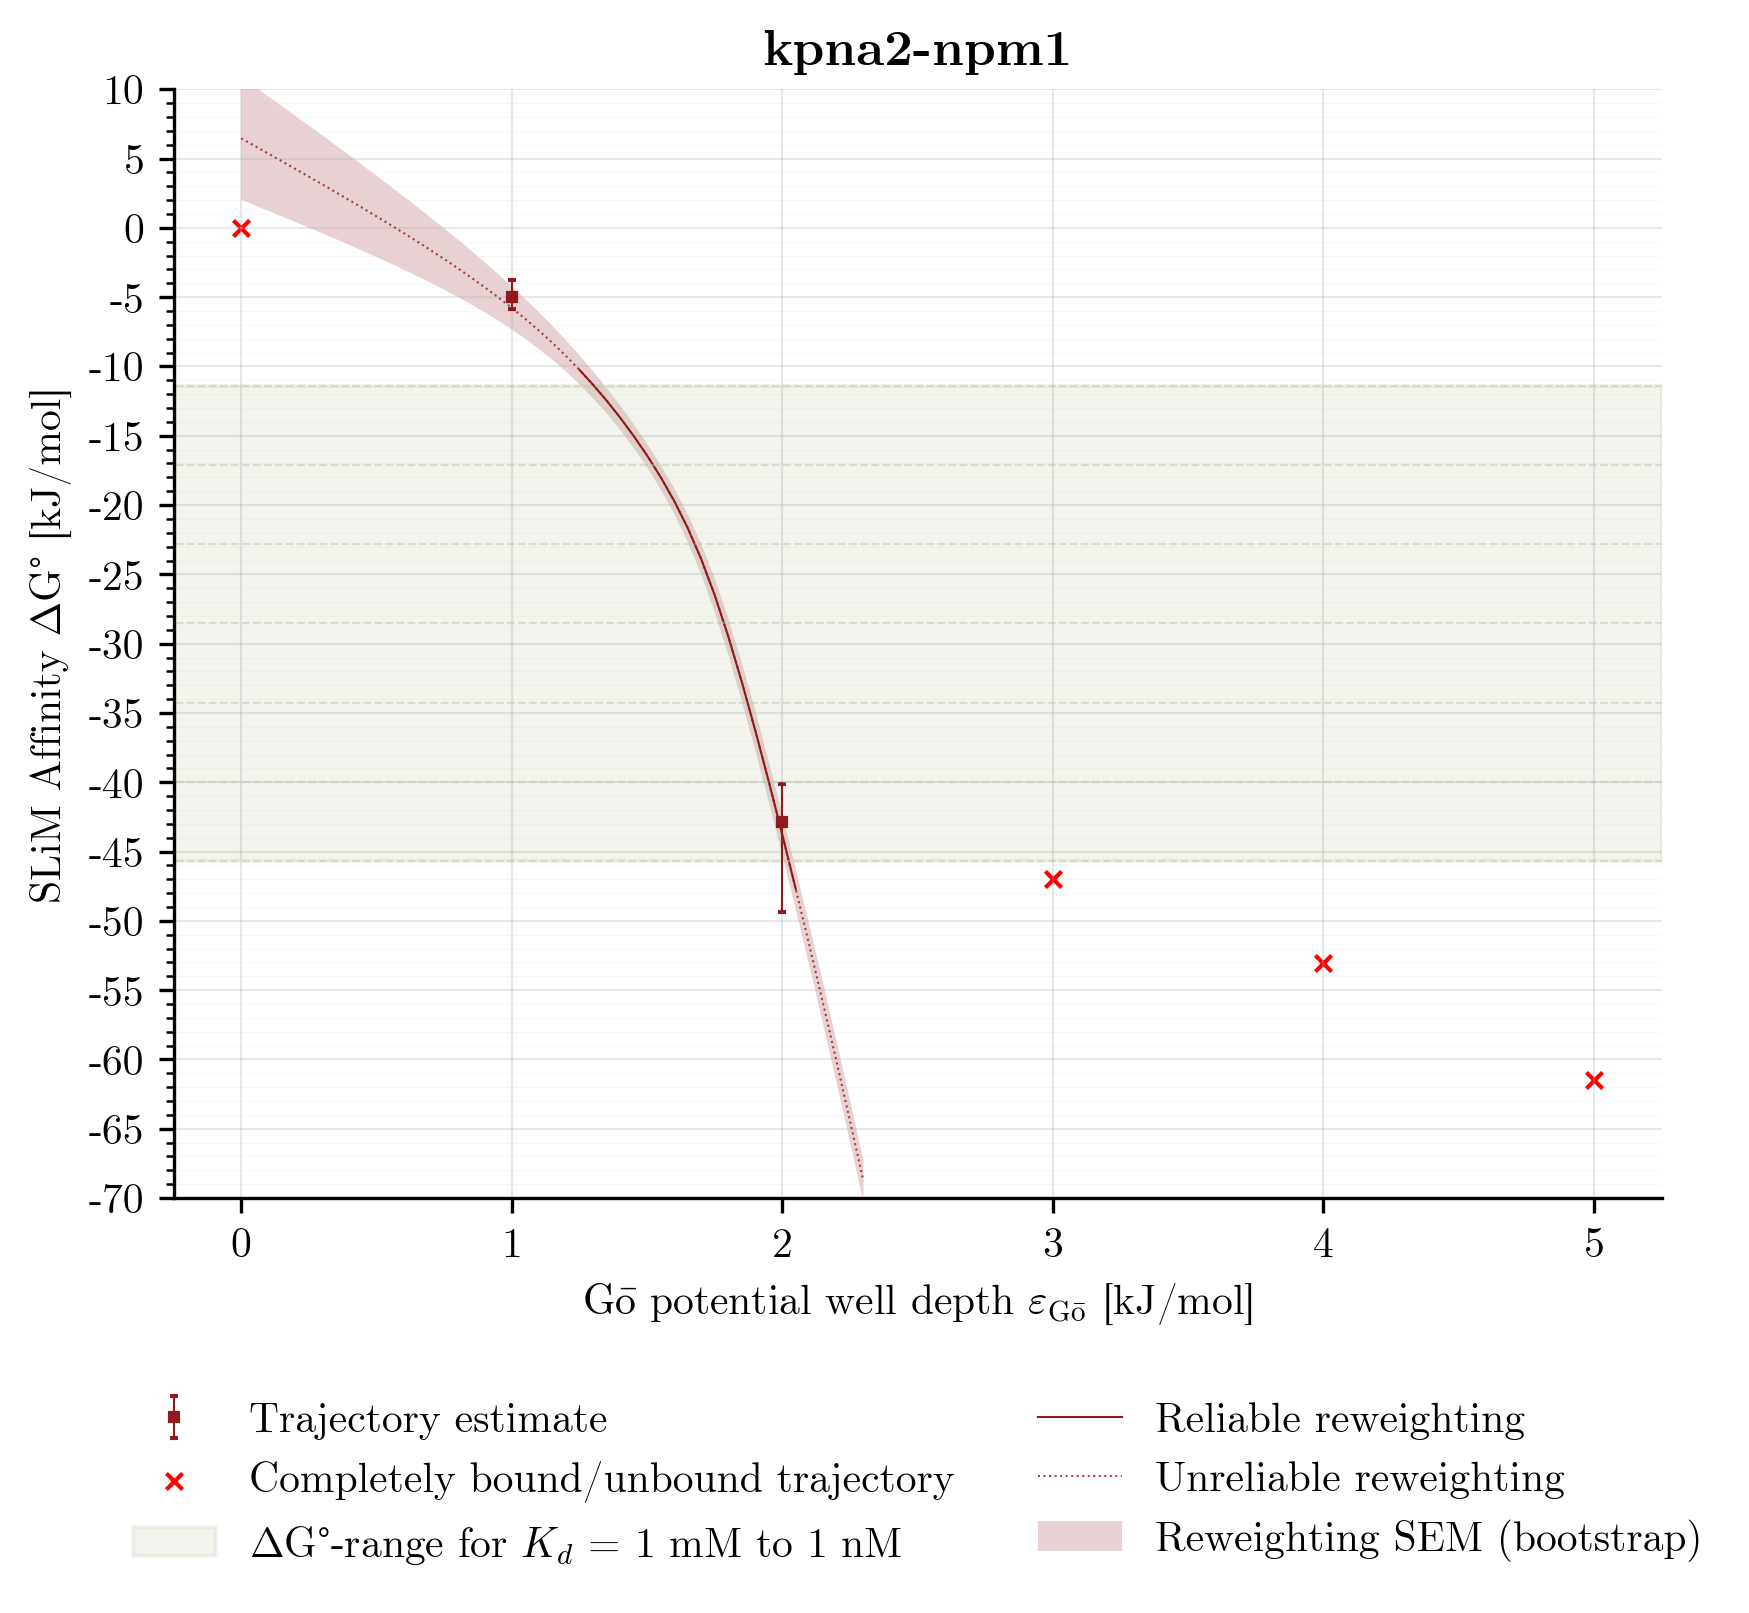 kpna2-npm1
10
5
0
-5
-10
-15
-20
-25
-30
-35
-40
-45
-50
-55
-60
-65
-70
SLiM Affinity ΔG° [kJ/mol]
0 1 2 3 4 5
Gō potential well depth ε_Gō [kJ/mol]
Trajectory estimate
Completely bound/unbound trajectory
ΔG°-range for K_d = 1 mM to 1 nM
Reliable reweighting
Unreliable reweighting
Reweighting SEM (bootstrap)